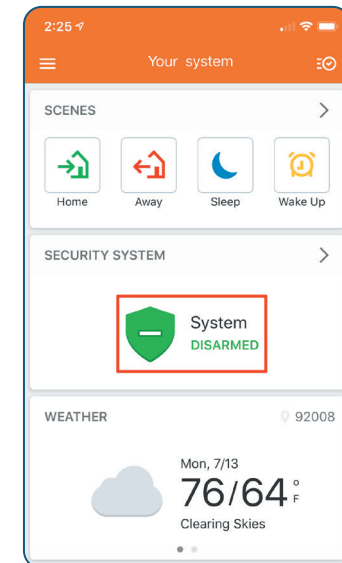 2:25
Your system
SCENES
Home Away Sleep Wake Up
SECURITY SYSTEM
System
DISARMED
WEATHER 92008
Mon, 7/13
76/64 °F
Clearing Skies